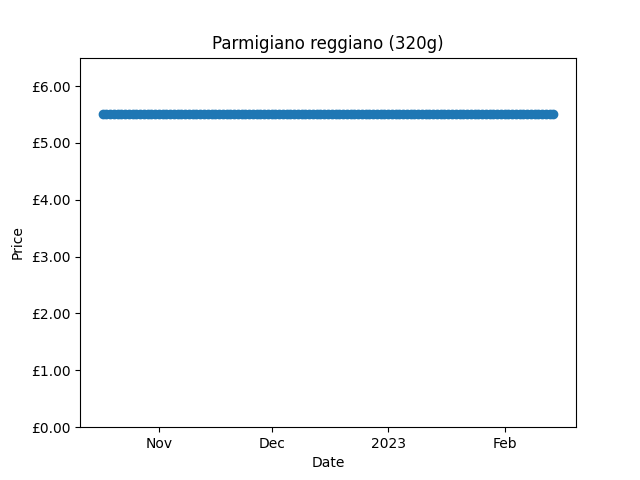 Parmigiano reggiano (320g)
£6.00
£5.00
£4.00
£3.00
£2.00
£1.00
£0.00
Price
Nov Dec 2023 Feb
Date